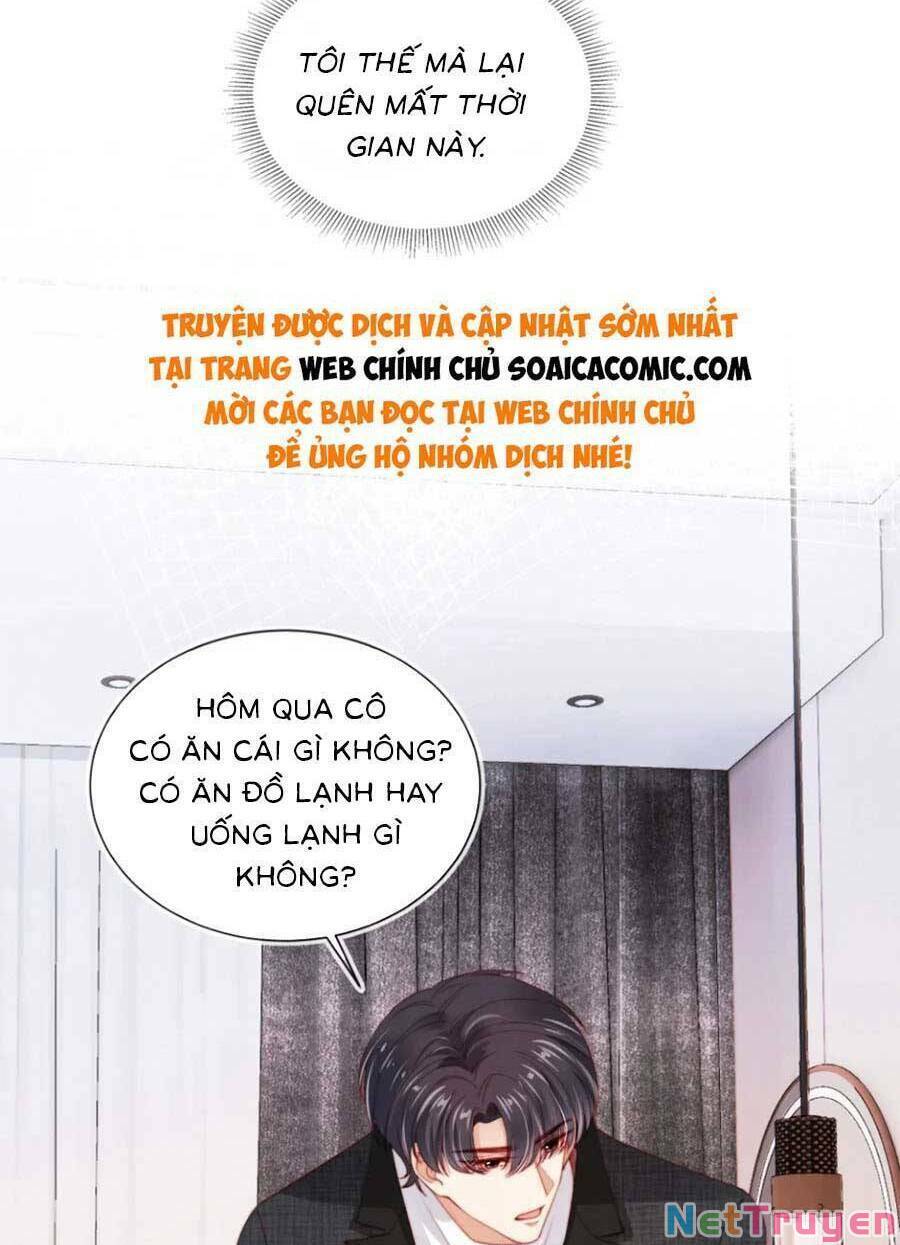 TÔI THẾ MÀ LẠI
QUÊN MẤT THỜI
GIAN NÀY.
TRUYỆN ĐƯỢC DỊCH VÀ CẬP NHẬT SỚM NHẤT
TẠI TRANG WEB CHÍNH CHỦ SOAICACOMIC.COM
MỜI CÁC BẠN ĐỌC TẠI WEB CHÍNH CHỦ
ĐỂ ỦNG HỘ NHÓM DỊCH NHÉ!
HÔM QUA CÔ
CÓ ĂN CÁI GÌ KHÔNG?
CÓ ĂN ĐỒ LẠNH HAY
UỐNG LẠNH GÌ
KHÔNG?
NetTruyen